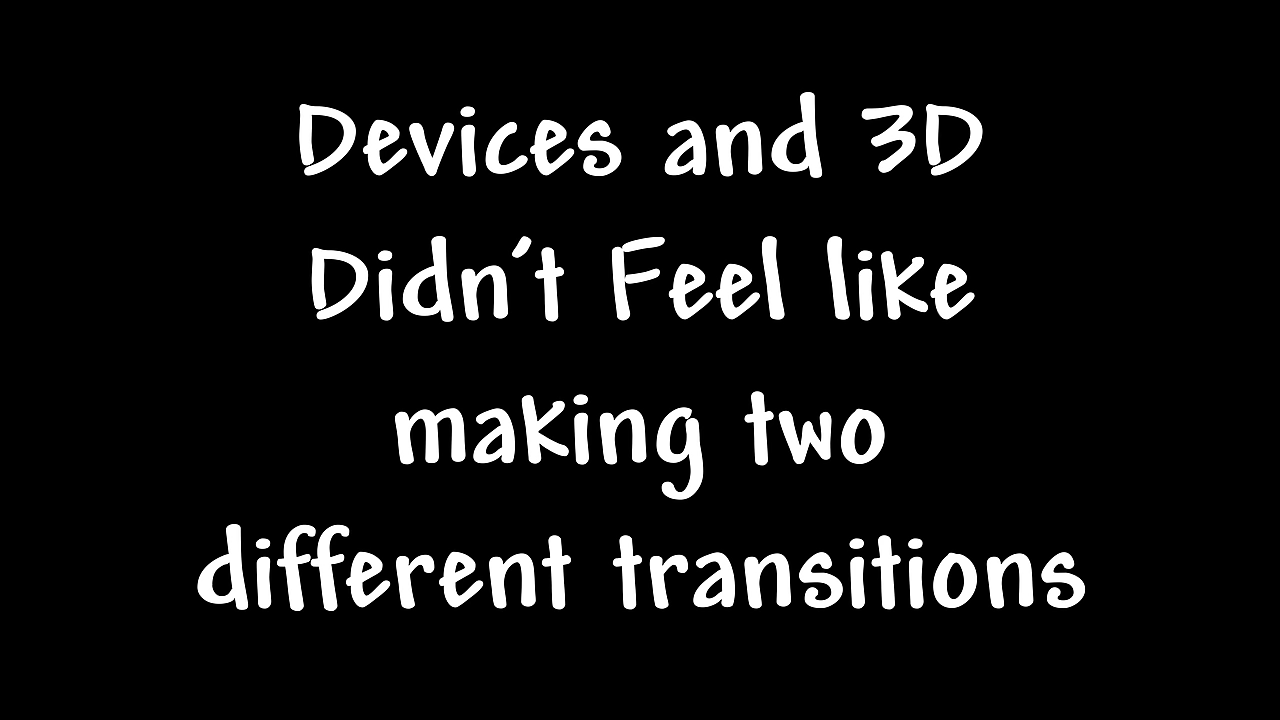 Devices and 3D
Didn't Feel like
making two
different transitions